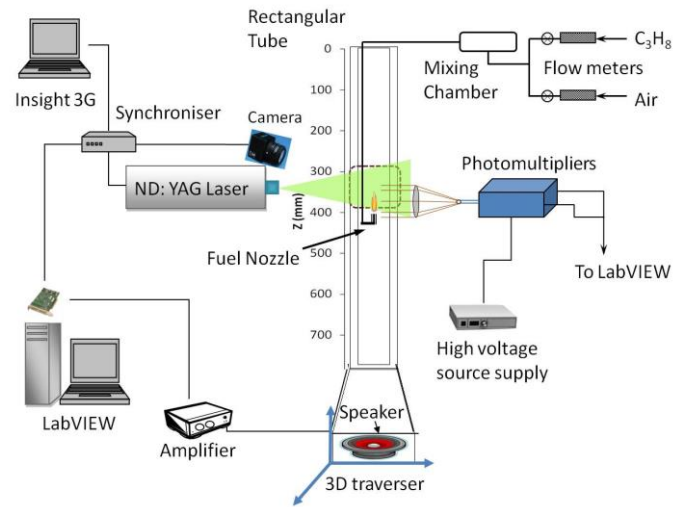 Rectangular
Tube
C3H8
Mixing
Chamber
Flow meters
Air
Insight 3G
Synchroniser
Camera
ND: YAG Laser
Photomultipliers
0
100
200
300
400
500
600
700
Z (mm)
Fuel Nozzle
To LabVIEW
High voltage
source supply
LabVIEW
Amplifier
Speaker
3D traverser